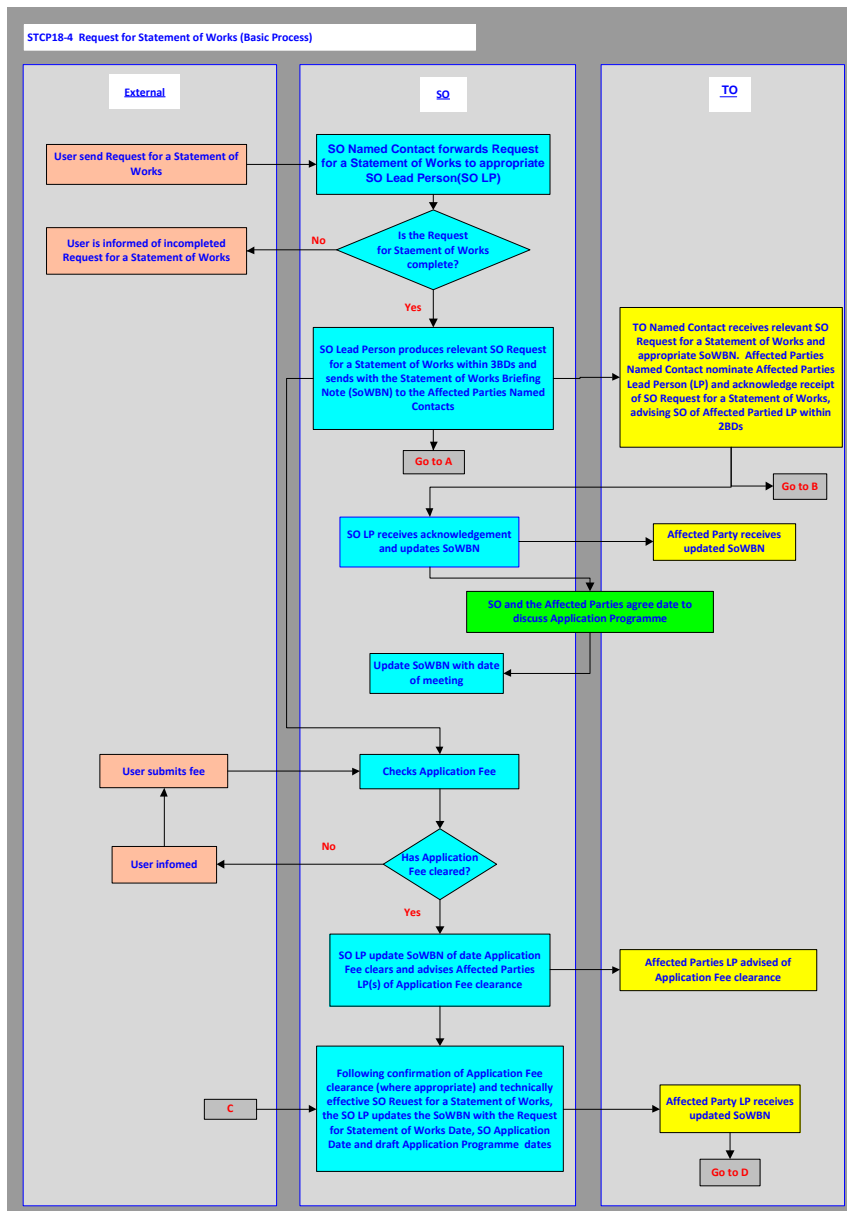 STCP18-4 Request for Statement of Works (Basic Process)
External
SO
TO
User send Request for a Statement of
Works
SO Named Contact forwards Request
for a Statement of Works to appropriate
SO Lead Person(SO LP)
User is informed of incompleted
Request for a Statement of Works
No
Is the Request
for Staement of Works
complete?
Yes
SO Lead Person produces relevant SO Request
for a Statement of Works within 3BDs and
sends with the Statement of Works Briefing
Note (SoWBN) to the Affected Parties Named
Contacts
TO Named Contact receives relevant SO
Request for a Statement of Works and
appropriate SoWBN. Affected Parties
Named Contact nominate Affected Parties
Lead Person (LP) and acknowledge receipt
of SO Request for a Statement of Works,
advising SO of Affected Partied LP within
2BDs
Go to A
Go to B
SO LP receives acknowledgement
and updates SoWBN
Affected Party receives
updated SoWBN
SO and the Affected Parties agree date to
discuss Application Programme
Update SoWBN with date
of meeting
User submits fee
Checks Application Fee
User infomed
No
Has Application
Fee cleared?
Yes
SO LP update SoWBN of date Application
Fee clears and advises Affected Parties
LP(s) of Application Fee clearance
Affected Parties LP advised of
Application Fee clearance
C
Following confirmation of Application Fee
clearance (where appropriate) and technically
effective SO Reuest for a Statement of Works,
the SO LP updates the SoWBN with the Request
for Statement of Works Date, SO Application
Date and draft Application Programme dates
Affected Party LP receives
updated SoWBN
Go to D